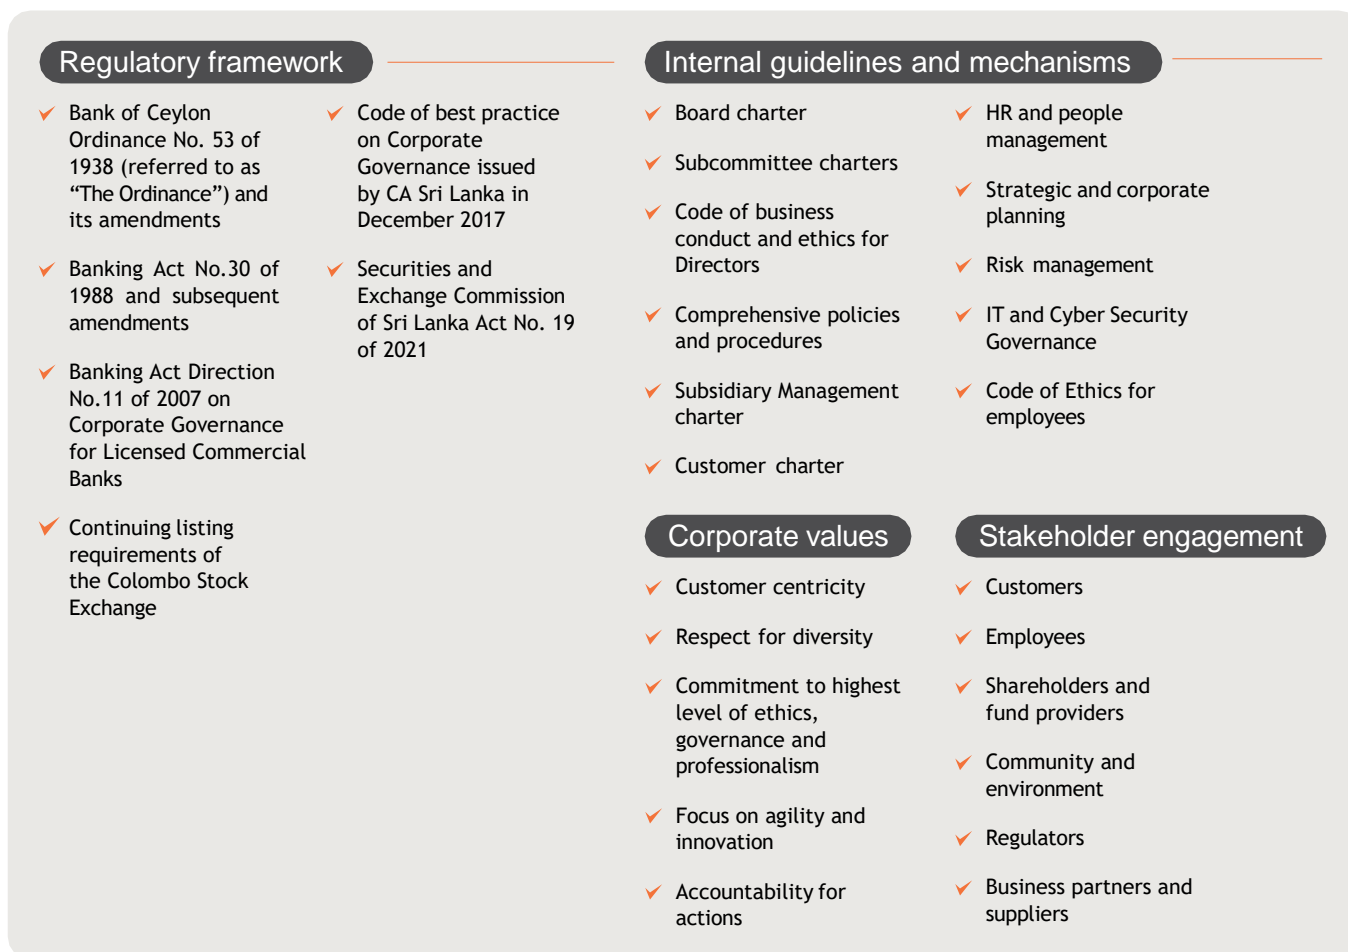 Regulatory framework
Bank of Ceylon
Ordinance No. 53 of
1938 (referred to as
“The Ordinance”) and
its amendments
Banking Act No.30 of
1988 and subsequent
amendments
Banking Act Direction
No.11 of 2007 on
Corporate Governance
for Licensed Commercial
Banks
Continuing listing
requirements of
the Colombo Stock
Exchange
Code of best practice
on Corporate
Governance issued
by CA Sri Lanka in
December 2017
Securities and
Exchange Commission
of Sri Lanka Act No. 19
of 2021
Internal guidelines and mechanisms
Board charter
Subcommittee charters
Code of business
conduct and ethics for
Directors
Comprehensive policies
and procedures
Subsidiary Management
charter
Customer charter
HR and people
management
Strategic and corporate
planning
Risk management
IT and Cyber Security
Governance
Code of Ethics for
employees
Corporate values
Customer centricity
Respect for diversity
Commitment to highest
level of ethics,
governance and
professionalism
Focus on agility and
innovation
Accountability for
actions
Stakeholder engagement
Customers
Employees
Shareholders and
fund providers
Community and
environment
Regulators
Business partners and
suppliers